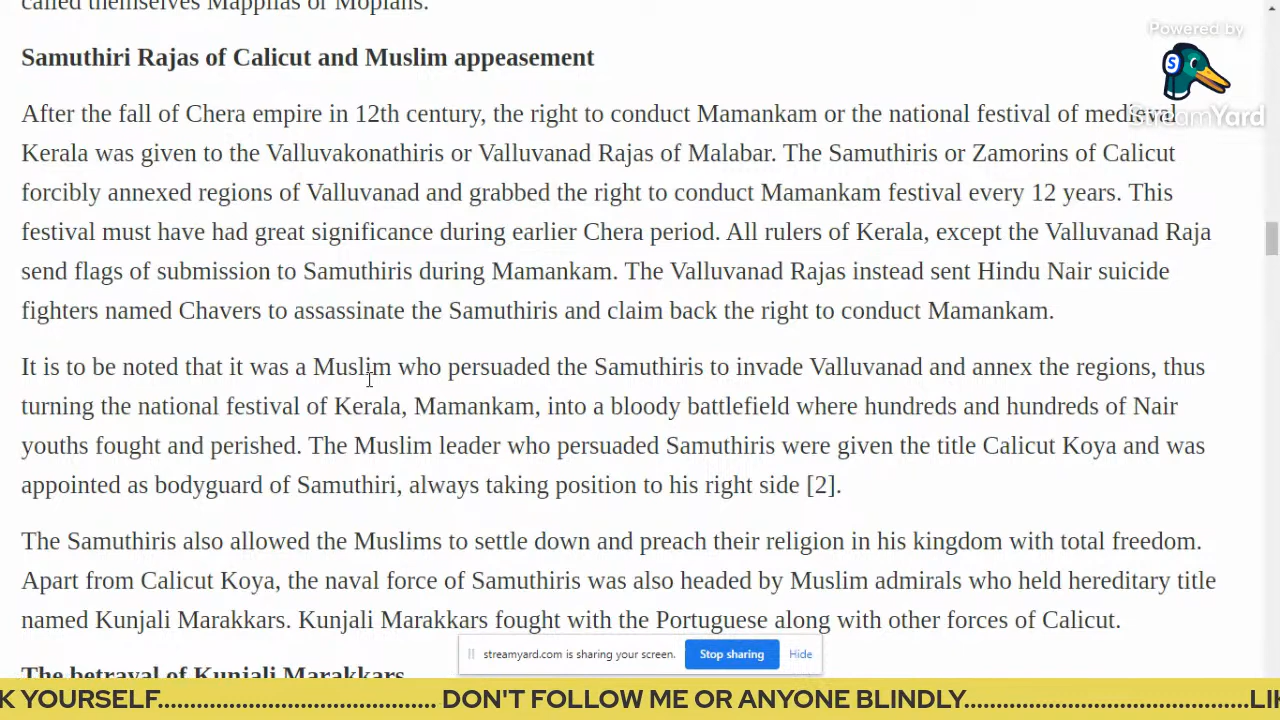 called themselves Mappilas or Moplahs.
Powered by
StreamYard
Samuthiri Rajas of Calicut and Muslim appeasement
After the fall of Chera empire in 12th century, the right to conduct Mamankam or the national festival of medieval
Kerala was given to the Valluvakonathiris or Valluvanad Rajas of Malabar. The Samuthiris or Zamorins of Calicut
forcibly annexed regions of Valluvanad and grabbed the right to conduct Mamankam festival every 12 years. This
festival must have had great significance during earlier Chera period. All rulers of Kerala, except the Valluvanad Raja
send flags of submission to Samuthiris during Mamankam. The Valluvanad Rajas instead sent Hindu Nair suicide
fighters named Chavers to assassinate the Samuthiris and claim back the right to conduct Mamankam.
It is to be noted that it was a Muslim who persuaded the Samuthiris to invade Valluvanad and annex the regions, thus
turning the national festival of Kerala, Mamankam, into a bloody battlefield where hundreds and hundreds of Nair
youths fought and perished. The Muslim leader who persuaded Samuthiris were given the title Calicut Koya and was
appointed as bodyguard of Samuthiri, always taking position to his right side [2].
The Samuthiris also allowed the Muslims to settle down and preach their religion in his kingdom with total freedom.
Apart from Calicut Koya, the naval force of Samuthiris was also headed by Muslim admirals who held hereditary title
named Kunjali Marakkars. Kunjali Marakkars fought with the Portuguese along with other forces of Calicut.
streamyard.com is sharing your screen. Stop sharing Hide
The betrayal of Kunjali Marakkars
K YOURSELF.................................................. DON'T FOLLOW ME OR ANYONE BLINDLY..................................................LI